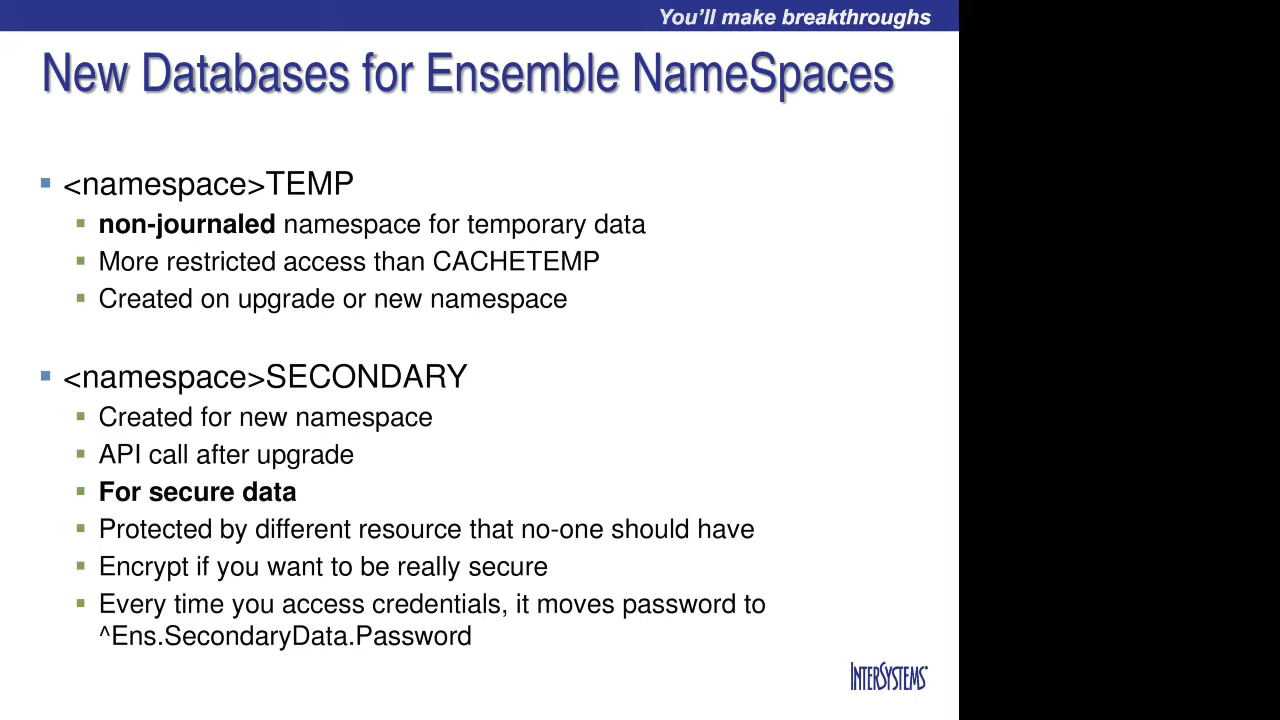 You'll make breakthroughs
New Databases for Ensemble NameSpaces
<namespace>TEMP
non-journaled namespace for temporary data
More restricted access than CACHETEMP
Created on upgrade or new namespace
<namespace>SECONDARY
Created for new namespace
API call after upgrade
For secure data
Protected by different resource that no-one should have
Encrypt if you want to be really secure
Every time you access credentials, it moves password to
^Ens.SecondaryData.Password
INTERSYSTEMS